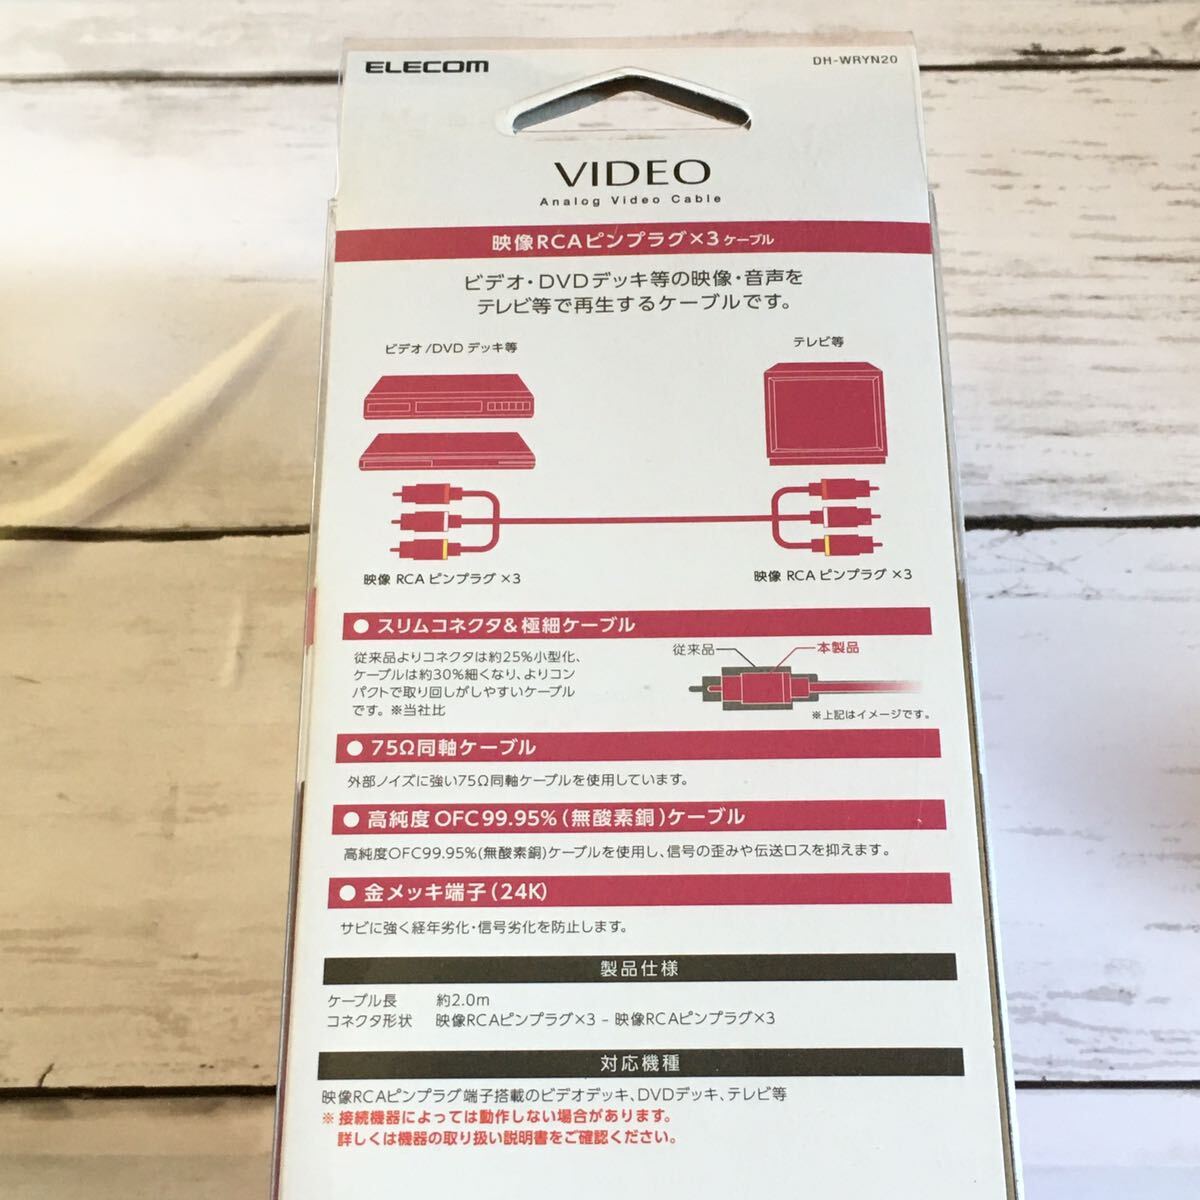 ELECOM
DH-WRYN20
VIDEO
Analog Video Cable
映像RCAピンプラグ×3ケーブル
ビデオ・DVDデッキ等の映像・音声を
テレビ等で再生するケーブルです。
ビデオ/DVD デッキ等
テレビ等
映像 RCA ピンプラグ ×3
映像 RCA ピンプラグ ×3
● スリムコネクタ&極細ケーブル
従来品よりコネクタは約25%小型化、
ケーブルは約30%細くなり、よりコン
パクトで取り回しがしやすいケーブル
です。※当社比
従来品
本製品
※上記はイメージです。
● 75Ω同軸ケーブル
外部ノイズに強い75Ω同軸ケーブルを使用しています。
● 高純度OFC99.95%(無酸素銅)ケーブル
高純度OFC99.95%(無酸素銅)ケーブルを使用し、信号の歪みや伝送ロスを抑えます。
● 金メッキ端子(24K)
サビに強く経年劣化・信号劣化を防止します。
製品仕様
ケーブル長 約2.0m
コネクタ形状 映像RCAピンプラグ×3 − 映像RCAピンプラグ×3
対応機種
映像RCAピンプラグ端子搭載のビデオデッキ、DVDデッキ、テレビ等
※ 接続機器によっては動作しない場合があります。
詳しくは機器の取り扱い説明書をご確認ください。